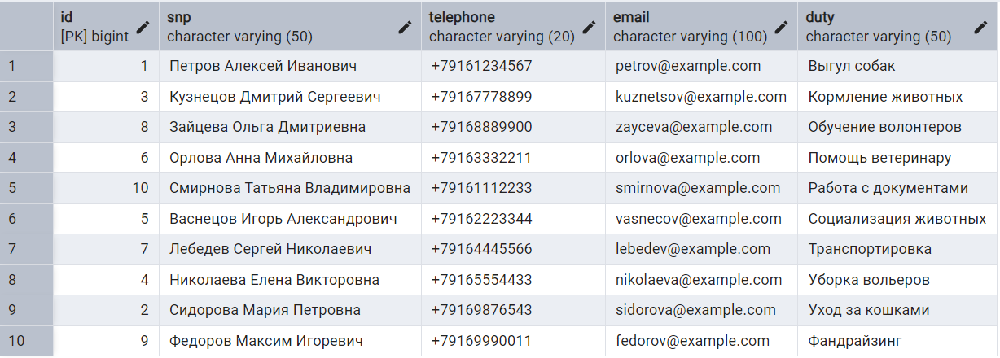 id snp telephone email duty
[PK] bigint character varying (50) character varying (20) character varying (100) character varying (50)
1 1 Петров Алексей Иванович +79161234567 petrov@example.com Выгул собак
2 3 Кузнецов Дмитрий Сергеевич +79167778899 kuznetsov@example.com Кормление животных
3 8 Зайцева Ольга Дмитриевна +79168889900 zayceva@example.com Обучение волонтеров
4 6 Орлова Анна Михайловна +79163332211 orlova@example.com Помощь ветеринару
5 10 Смирнова Татьяна Владимировна +79161112233 smirnova@example.com Работа с документами
6 5 Васнецов Игорь Александрович +79162223344 vasnecov@example.com Социализация животных
7 7 Лебедев Сергей Николаевич +79164445566 lebedev@example.com Транспортировка
8 4 Николаева Елена Викторовна +79165554433 nikolaeva@example.com Уборка вольеров
9 2 Сидорова Мария Петровна +79169876543 sidorova@example.com Уход за кошками
10 9 Федоров Максим Игоревич +79169990011 fedorov@example.com Фандрайзинг